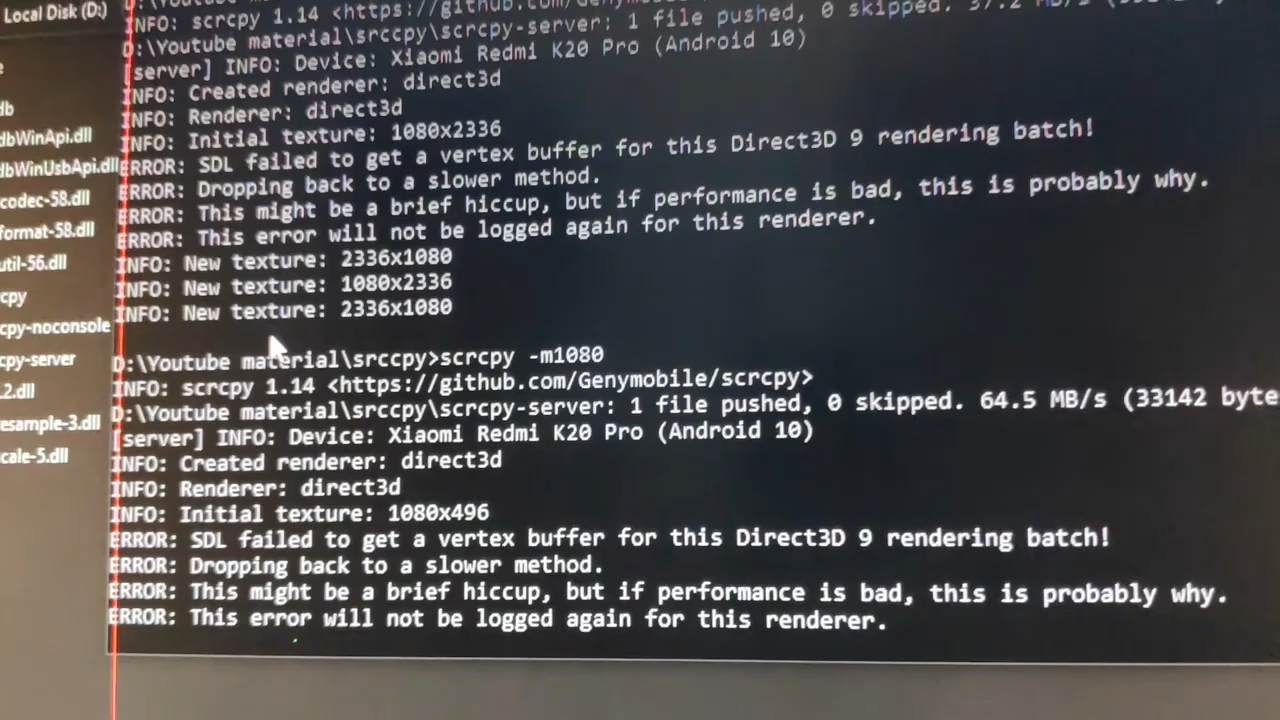 Local Disk (D:)
INFO: scrcpy 1.14 <https://github.com/Genymobile
D:\Youtube material\srccpy\scrcpy-server: 1 file pushed, 0 skipped. 37.2 MB/s
[server] INFO: Device: Xiaomi Redmi K20 Pro (Android 10)
INFO: Created renderer: direct3d
INFO: Renderer: direct3d
INFO: Initial texture: 1080x2336
ERROR: SDL failed to get a vertex buffer for this Direct3D 9 rendering batch!
ERROR: Dropping back to a slower method.
ERROR: This might be a brief hiccup, but if performance is bad, this is probably why.
ERROR: This error will not be logged again for this renderer.
INFO: New texture: 2336x1080
INFO: New texture: 1080x2336
INFO: New texture: 2336x1080
D:\Youtube material\srccpy>scrcpy -m1080
INFO: scrcpy 1.14 <https://github.com/Genymobile/scrcpy>
D:\Youtube material\srccpy\scrcpy-server: 1 file pushed, 0 skipped. 64.5 MB/s (33142 byte
[server] INFO: Device: Xiaomi Redmi K20 Pro (Android 10)
INFO: Created renderer: direct3d
INFO: Renderer: direct3d
INFO: Initial texture: 1080x496
ERROR: SDL failed to get a vertex buffer for this Direct3D 9 rendering batch!
ERROR: Dropping back to a slower method.
ERROR: This might be a brief hiccup, but if performance is bad, this is probably why.
ERROR: This error will not be logged again for this renderer.
db
dbWinApi.dll
dbWinUsbApi.dll
codec-58.dll
format-58.dll
util-56.dll
rcpy
cpy-noconsole
cpy-server
.2.dll
esample-3.dll
cale-5.dll